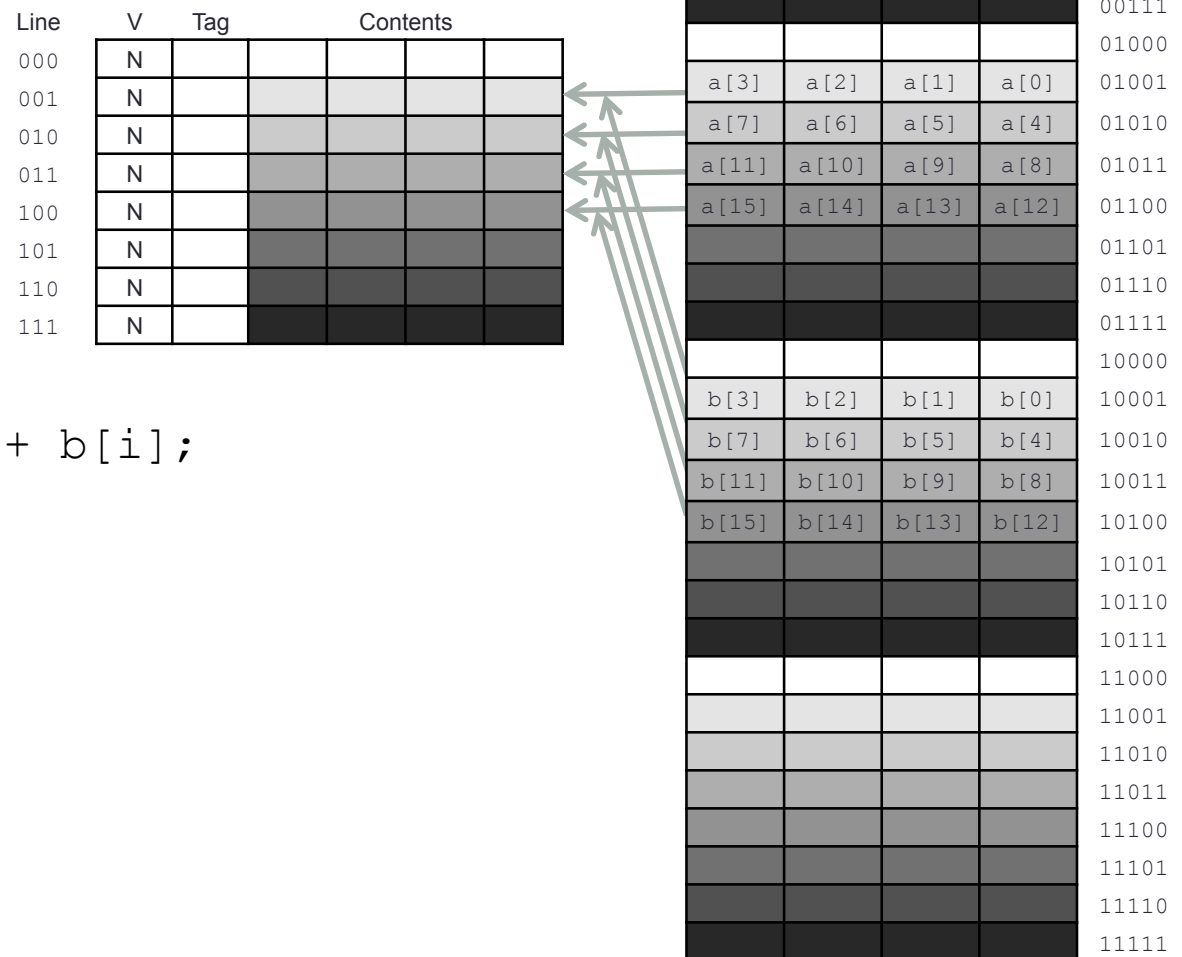 Line V Tag Contents
000 N
001 N
010 N
011 N
100 N
101 N
110 N
111 N
+ b[i];
00111
01000
a[3] a[2] a[1] a[0] 01001
a[7] a[6] a[5] a[4] 01010
a[11] a[10] a[9] a[8] 01011
a[15] a[14] a[13] a[12] 01100
01101
01110
01111
10000
b[3] b[2] b[1] b[0] 10001
b[7] b[6] b[5] b[4] 10010
b[11] b[10] b[9] b[8] 10011
b[15] b[14] b[13] b[12] 10100
10101
10110
10111
11000
11001
11010
11011
11100
11101
11110
11111